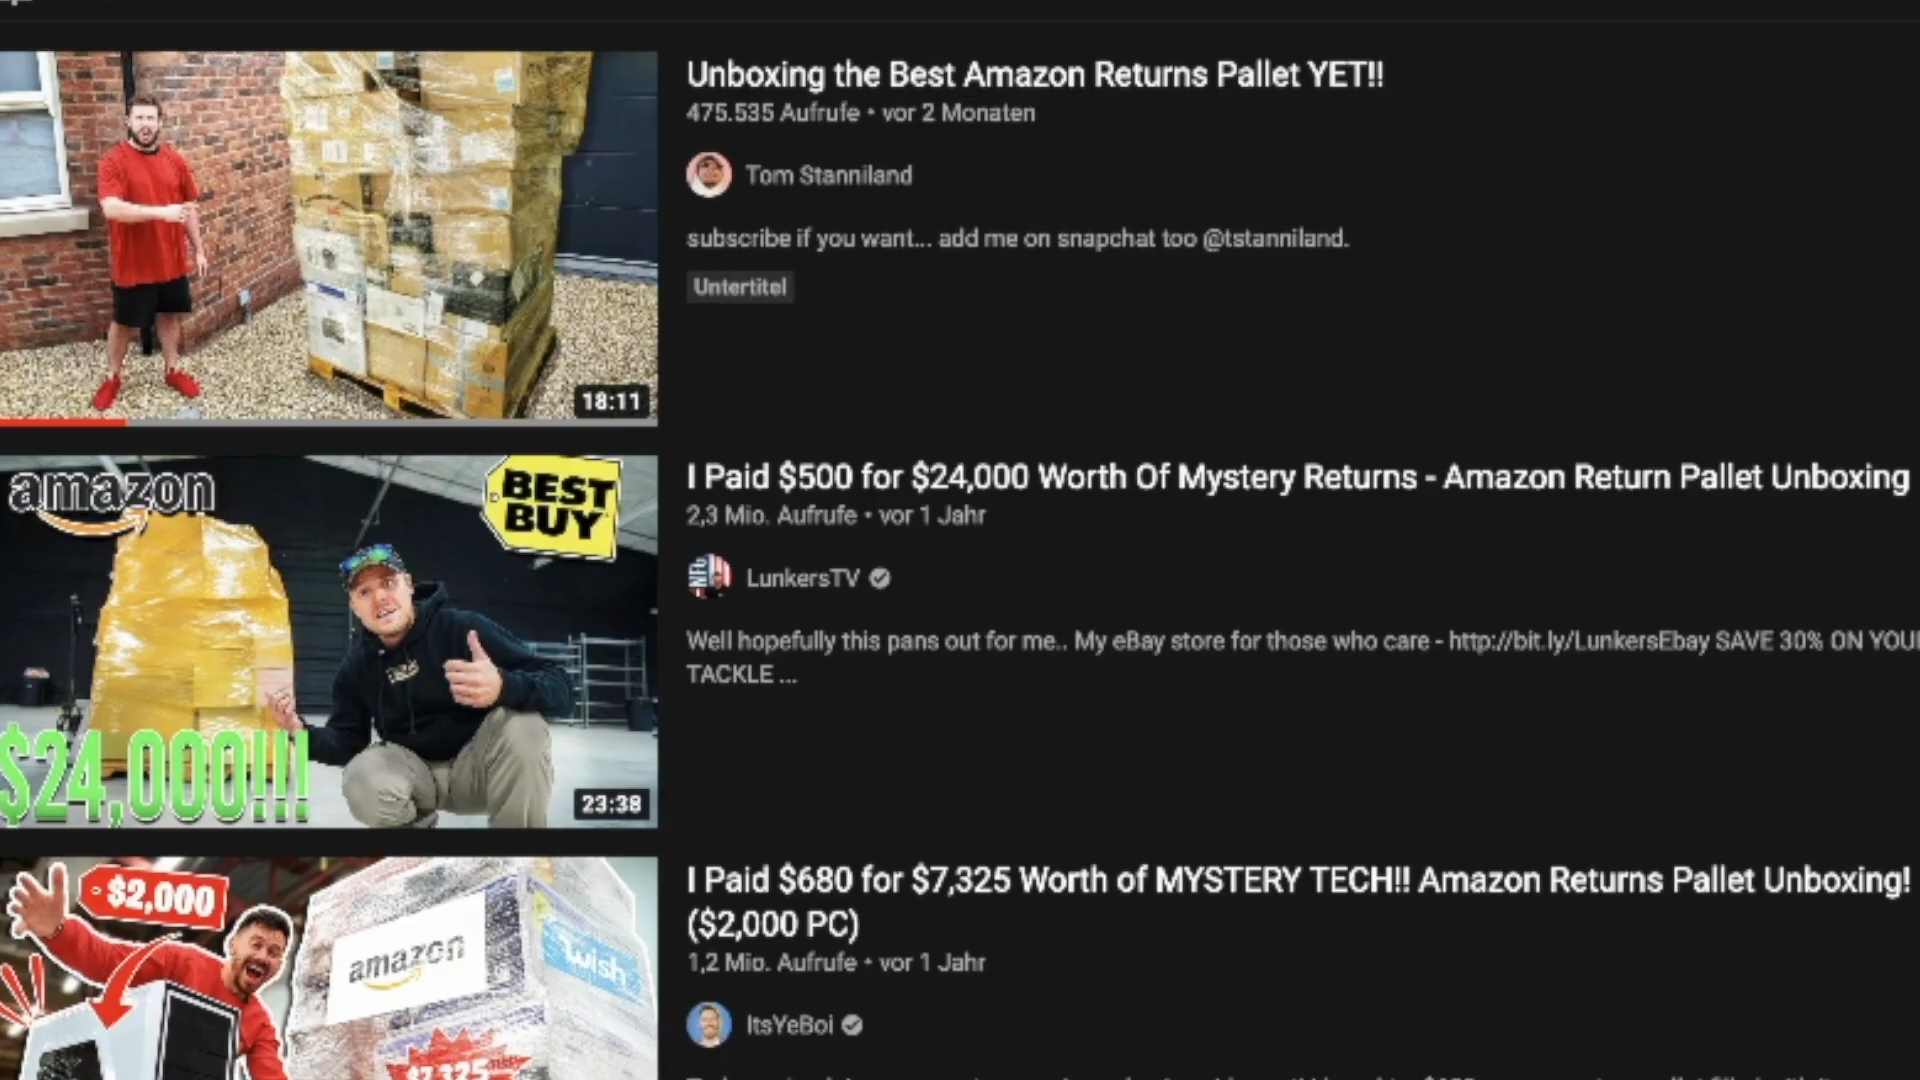 Unboxing the Best Amazon Returns Pallet YET!!
475.535 Aufrufe • vor 2 Monaten
Tom Stanniland
subscribe if you want... add me on snapchat too @tstanniland.
Untertitel
18:11
amazon
BEST
BUY
$24,000!!!
23:38
I Paid $500 for $24,000 Worth Of Mystery Returns - Amazon Return Pallet Unboxing
2,3 Mio. Aufrufe • vor 1 Jahr
LunkersTV
Well hopefully this pans out for me.. My eBay store for those who care - http://bit.ly/LunkersEbay SAVE 30% ON
TACKLE ...
$2,000
amazon
wish
$7,325
I Paid $680 for $7,325 Worth of MYSTERY TECH!! Amazon Returns Pallet Unboxing!
($2,000 PC)
1,2 Mio. Aufrufe • vor 1 Jahr
ItsYeBoi